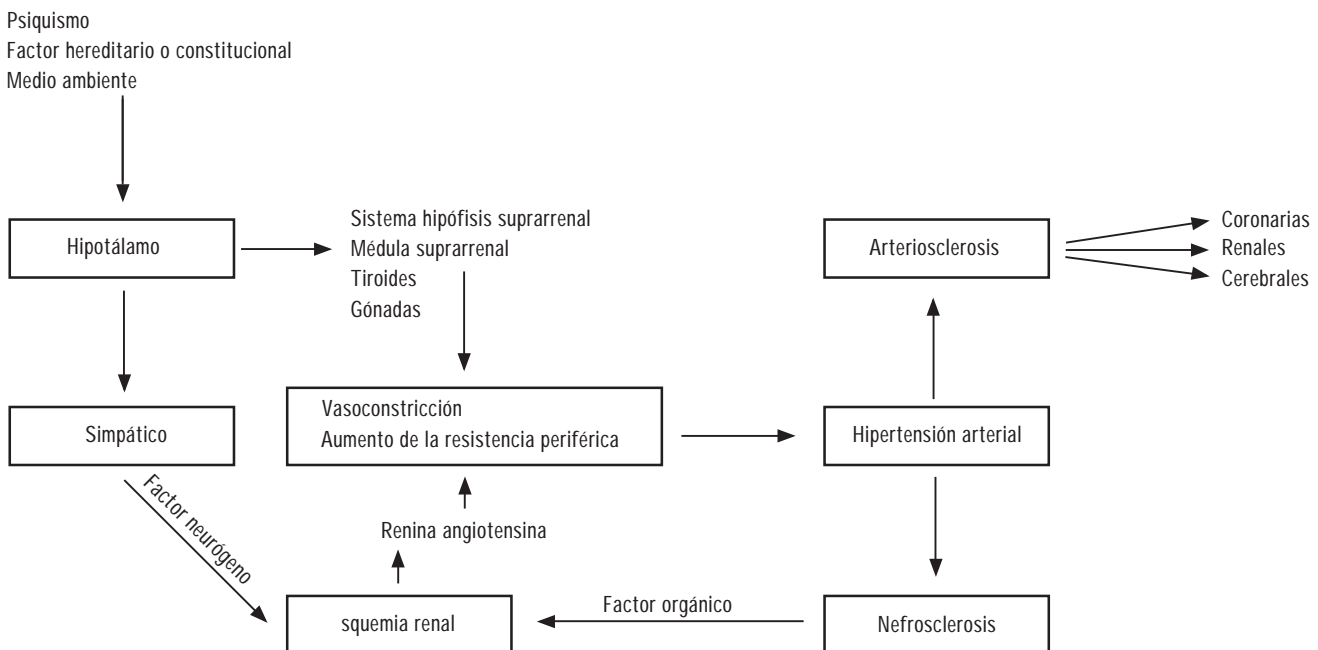 Psiquismo
Factor hereditario o constitucional
Medio ambiente
Hipotálamo
Sistema hipófisis suprarrenal
Médula suprarrenal
Tiroides
Gónadas
Arteriosclerosis
Coronarias
Renales
Cerebrales
Simpático
Vasoconstricción
Aumento de la resistencia periférica
Hipertensión arterial
Factor neurógeno
Renina angiotensina
squemia renal
Factor orgánico
Nefrosclerosis